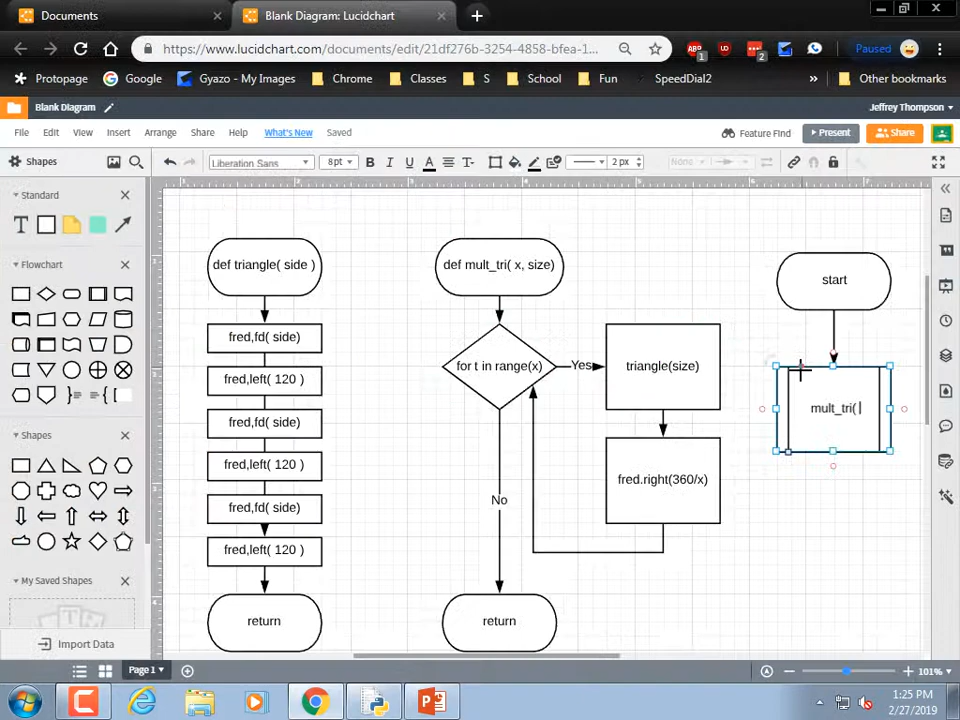 Documents
Blank Diagram: Lucidchart
https://www.lucidchart.com/documents/edit/21df276b-3254-4858-bfea-1...
ABP 1
2
Paused
Protopage
Google
Gyazo - My Images
Chrome
Classes
S
School
Fun
SpeedDial2
»
Other bookmarks
Blank Diagram
Jeffrey Thompson
File Edit View Insert Arrange Share Help What's New Saved
Feature Find
Present
Share
Shapes
Liberation Sans
8pt
B I U A T
None
2 px
Standard
T
Flowchart
Shapes
My Saved Shapes
Import Data
def triangle( side )
fred,fd( side)
fred,left( 120 )
fred,fd( side)
fred,left( 120 )
fred,fd( side)
fred,left( 120 )
return
def mult_tri( x, size)
for t in range(x)
Yes
No
return
triangle(size)
fred.right(360/x)
start
mult_tri(
Page 1
101%
1:25 PM
2/27/2019